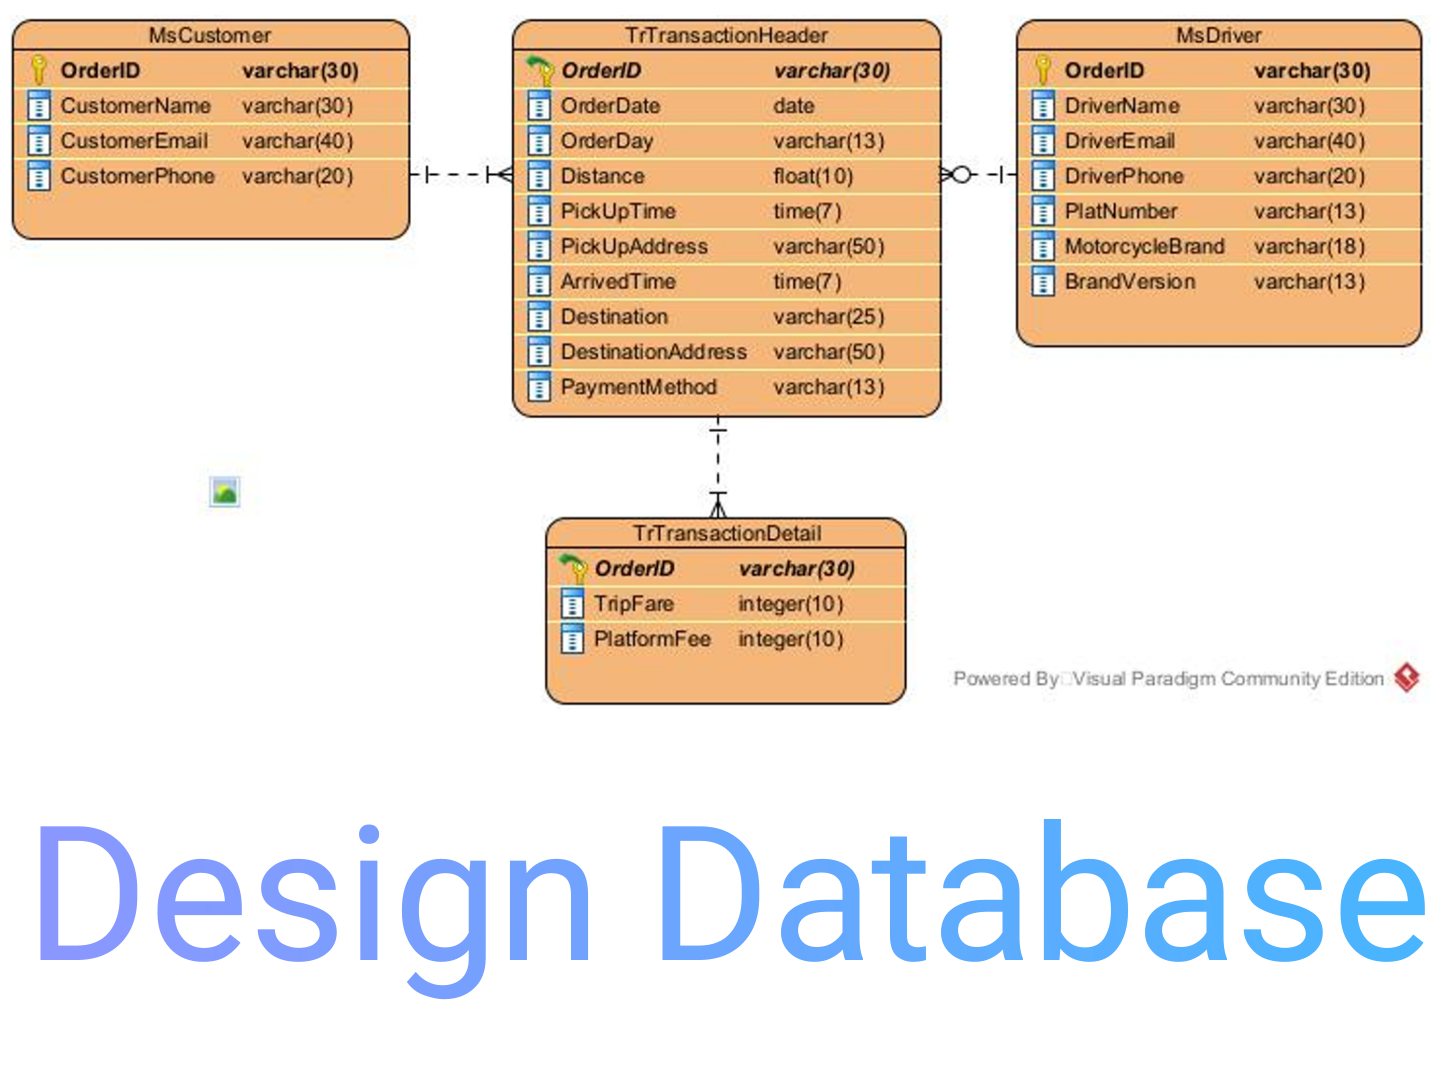 MsCustomer
OrderID varchar(30)
CustomerName varchar(30)
CustomerEmail varchar(40)
CustomerPhone varchar(20)
TrTransactionHeader
OrderID varchar(30)
OrderDate date
OrderDay varchar(13)
Distance float(10)
PickUpTime time(7)
PickUpAddress varchar(50)
ArrivedTime time(7)
Destination varchar(25)
DestinationAddress varchar(50)
PaymentMethod varchar(13)
MsDriver
OrderID varchar(30)
DriverName varchar(30)
DriverEmail varchar(40)
DriverPhone varchar(20)
PlatNumber varchar(13)
MotorcycleBrand varchar(18)
BrandVersion varchar(13)
TrTransactionDetail
OrderID varchar(30)
TripFare integer(10)
PlatformFee integer(10)
Powered By Visual Paradigm Community Edition
Design Database